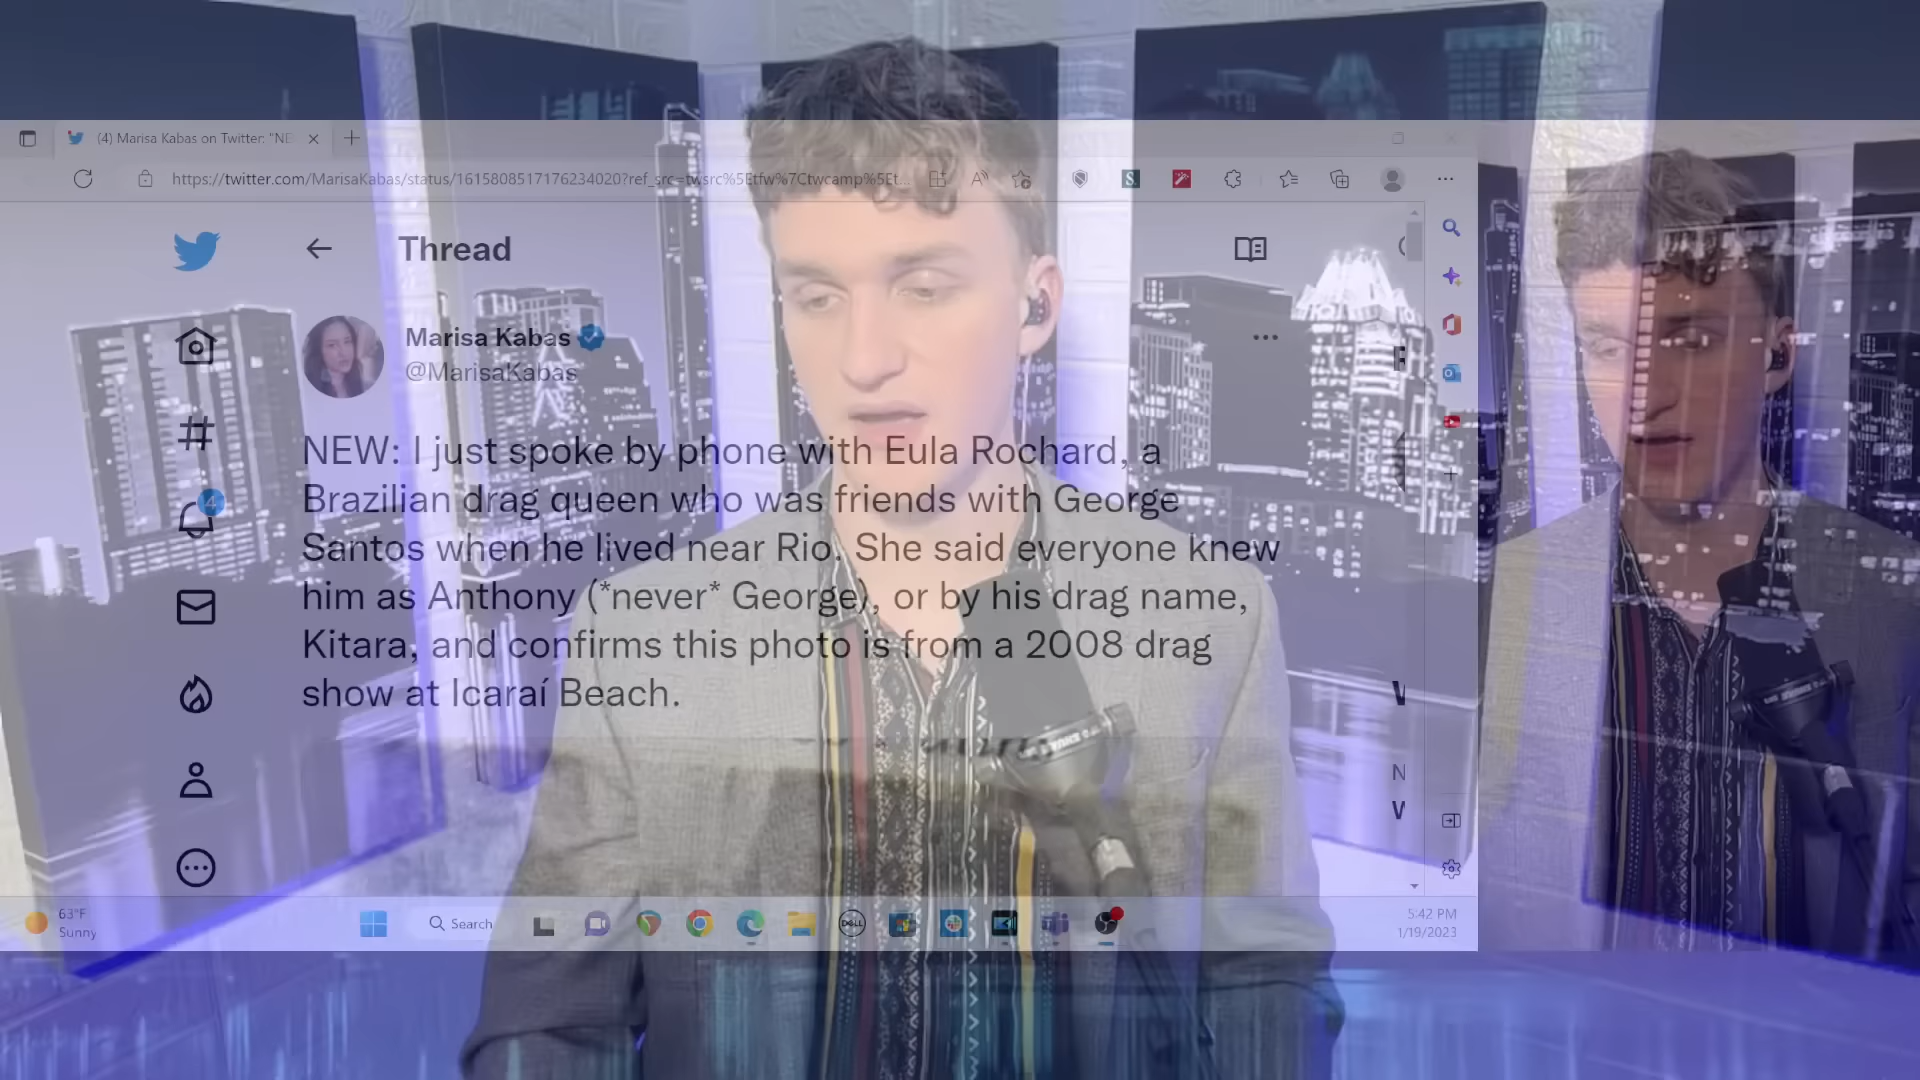 (4) Marisa Kabas on Twitter: "NE
https://twitter.com/MarisaKabas/status/1615808517176234020?ref_src=twsrc%5Etfw%7Ctwcamp%5Et...
Thread
Marisa Kabas
@MarisaKabas
NEW: I just spoke by phone with Eula Rochard, a
Brazilian drag queen who was friends with George
Santos when he lived near Rio. She said everyone knew
him as Anthony (*never* George), or by his drag name,
Kitara, and confirms this photo is from a 2008 drag
show at Icaraí Beach.
4
63°F
Sunny
Search
DELL
5:42 PM
1/19/2023